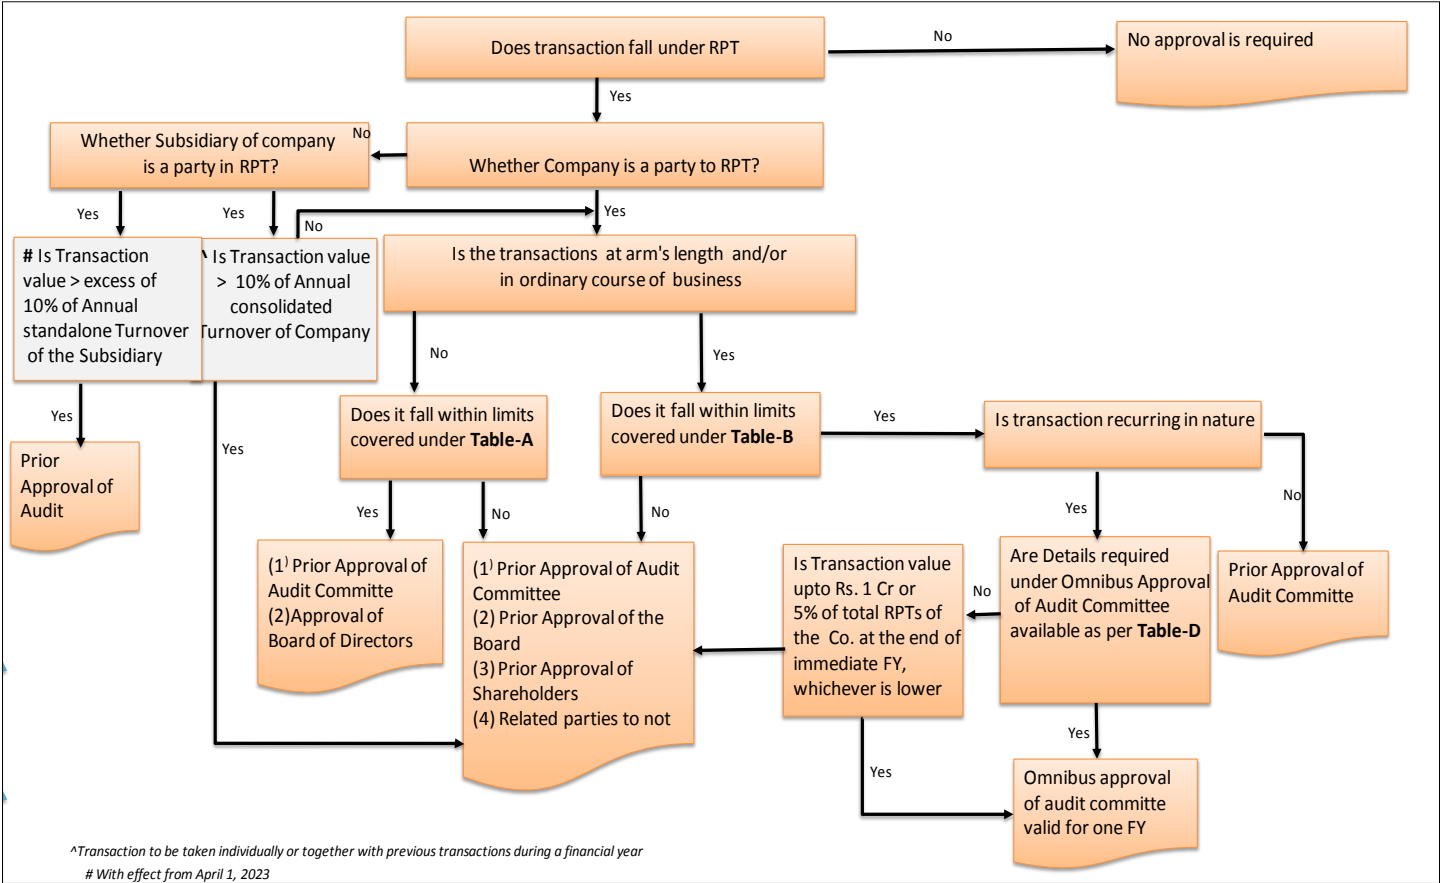 Does transaction fall under RPT
No
No approval is required
Yes
Whether Subsidiary of company
is a party in RPT?
No
Whether Company is a party to RPT?
Yes
Yes
No
Yes
# Is Transaction
value > excess of
10% of Annual
standalone Turnover
of the Subsidiary
^ Is Transaction value
> 10% of Annual
consolidated
Turnover of Company
Is the transactions at arm's length and/or
in ordinary course of business
No
Yes
Yes
Prior
Approval of
Audit
Yes
Does it fall within limits
covered under Table-A
Does it fall within limits
covered under Table-B
Yes
Is transaction recurring in nature
Yes
No
No
Yes
No
(1) Prior Approval of
Audit Committe
(2)Approval of
Board of Directors
(1) Prior Approval of Audit
Committee
(2) Prior Approval of the
Board
(3) Prior Approval of
Shareholders
(4) Related parties to not
Is Transaction value
upto Rs. 1 Cr or
5% of total RPTs of
the Co. at the end of
immediate FY,
whichever is lower
No
Are Details required
under Omnibus Approval
of Audit Committee
available as per Table-D
Prior Approval of
Audit Committe
Yes
Yes
Omnibus approval
of audit committe
valid for one FY
^Transaction to be taken individually or together with previous transactions during a financial year
# With effect from April 1, 2023